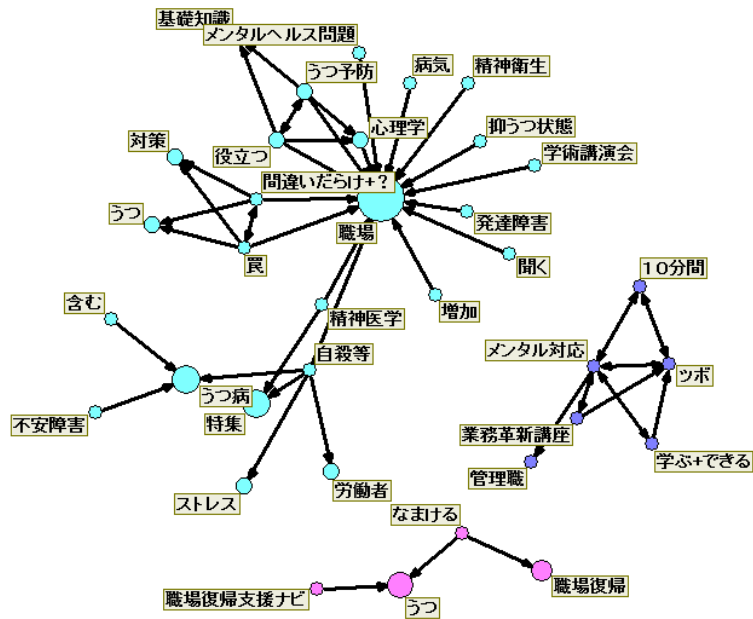 基礎知識
メンタルヘルス問題
うつ予防
病気
精神衛生
心理学
抑うつ状態
対策
役立つ
学術講演会
間違いだらけ+？
うつ
職場
発達障害
罠
聞く
１０分間
増加
含む
精神医学
メンタル対応
自殺等
ツボ
うつ病
不安障害
特集
業務革新講座
学ぶ+できる
管理職
ストレス
労働者
なまける
職場復帰支援ナビ
うつ
職場復帰